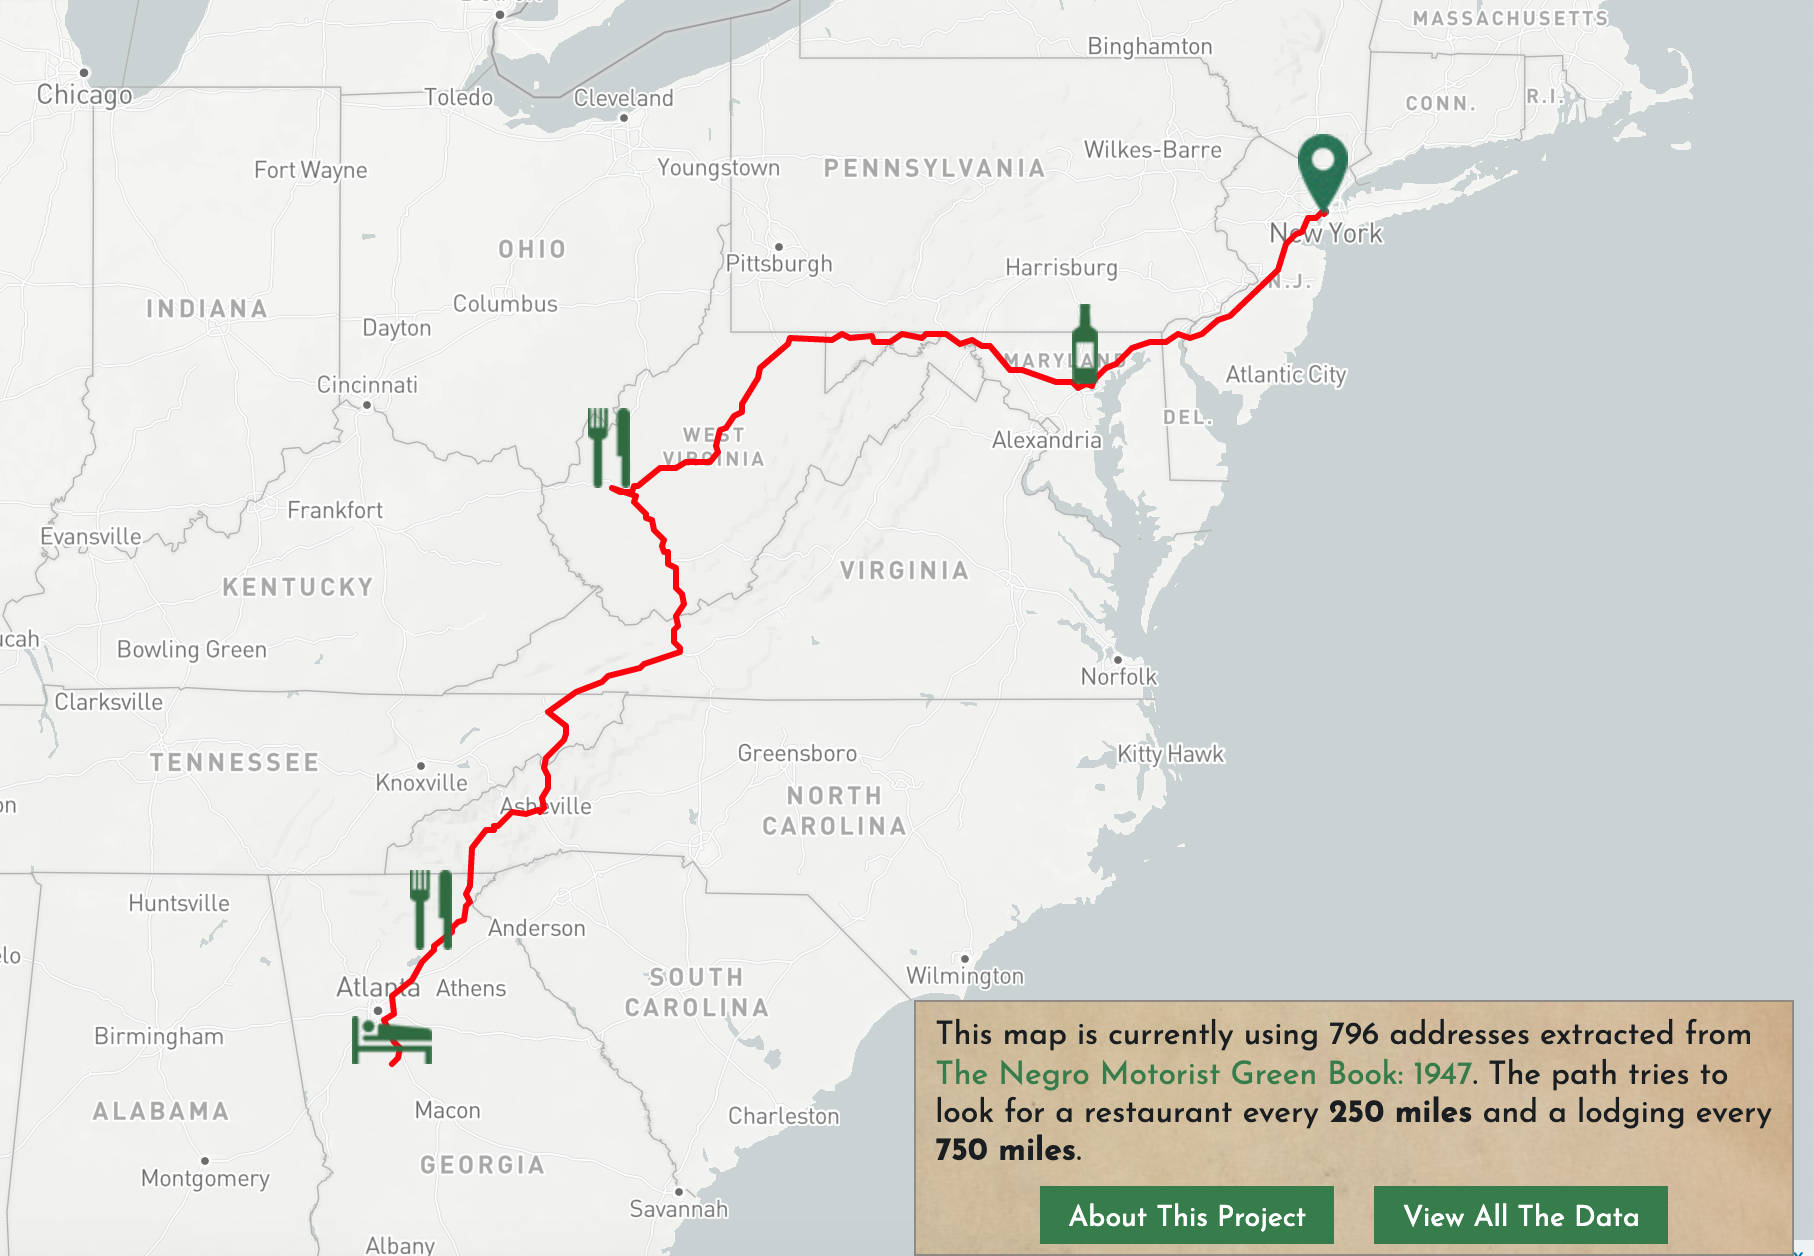 Binghamton
MASSACHUSETTS
Chicago
Toledo
Cleveland
CONN.
R.I.
Fort Wayne
Youngstown
PENNSYLVANIA
Wilkes-Barre
OHIO
Pittsburgh
Harrisburg
New York
N.J.
INDIANA
Columbus
Dayton
MARYLAND
Cincinnati
Atlantic City
DEL.
WEST
VIRGINIA
Alexandria
Frankfort
Evansville
KENTUCKY
VIRGINIA
ucah
Bowling Green
Norfolk
Clarksville
TENNESSEE
Knoxville
Greensboro
Kitty Hawk
on
Asheville
NORTH
CAROLINA
Huntsville
Anderson
elo
Atlanta
Athens
SOUTH
CAROLINA
Wilmington
Birmingham
ALABAMA
Macon
Charleston
Montgomery
GEORGIA
Savannah
Albany
This map is currently using 796 addresses extracted from
The Negro Motorist Green Book: 1947. The path tries to
look for a restaurant every 250 miles and a lodging every
750 miles.
About This Project
View All The Data